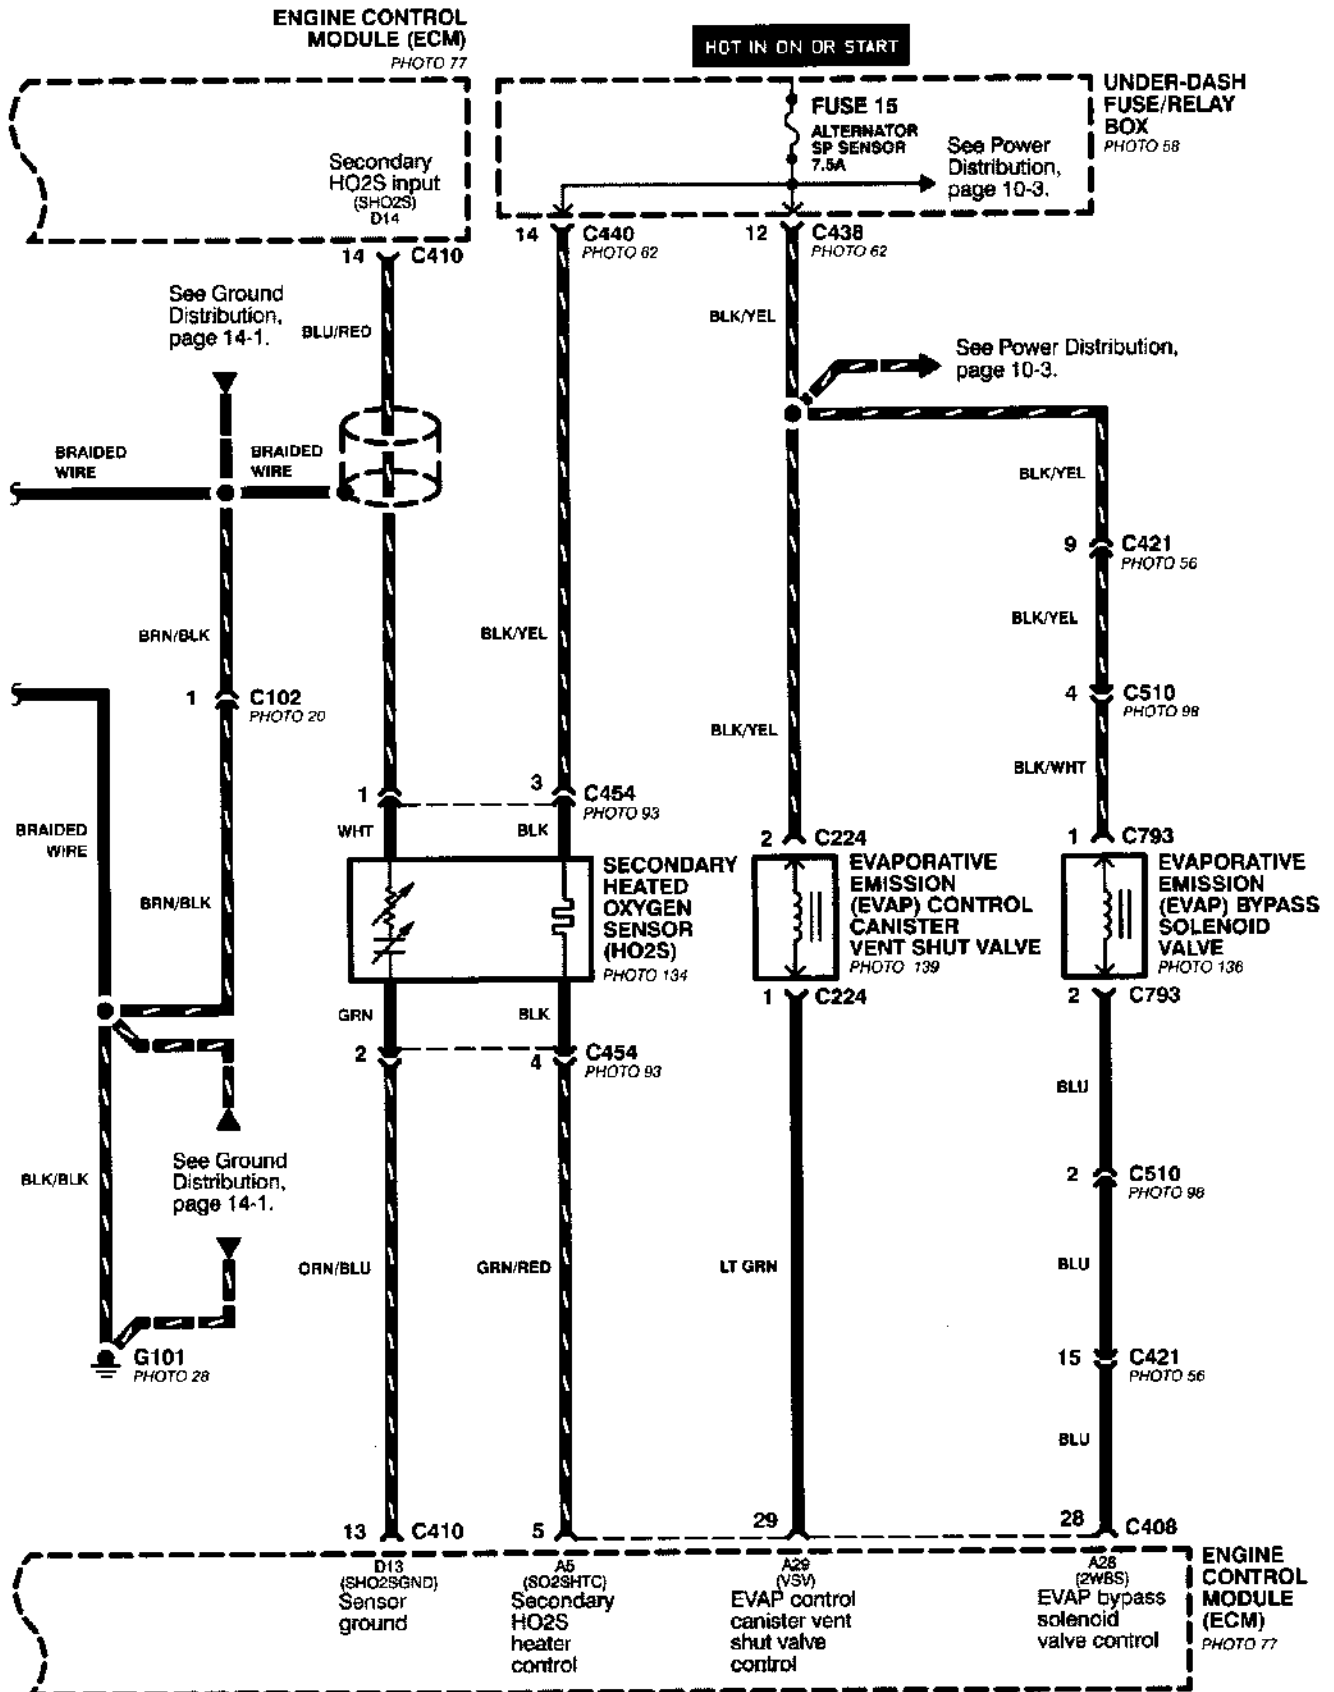 ENGINE CONTROL
MODULE (ECM)
PHOTO 77
HOT IN ON OR START
UNDER-DASH
FUSE/RELAY
BOX
PHOTO 58
FUSE 15
ALTERNATOR
SP SENSOR
7.5A
See Power
Distribution,
page 10-3.
Secondary
HO2S input
(SHO2S)
D14
14 C410
14 C440
PHOTO 62
12 C438
PHOTO 62
See Ground
Distribution,
page 14-1.
BLU/RED
BLK/YEL
See Power Distribution,
page 10-3.
BRAIDED
WIRE
BRAIDED
WIRE
BLK/YEL
9 C421
PHOTO 56
BRN/BLK
BLK/YEL
BLK/YEL
1 C102
PHOTO 20
4 C510
PHOTO 98
BLK/YEL
BLK/WHT
1
3 C454
PHOTO 93
BRAIDED
WIRE
WHT
BLK
2 C224
1 C793
SECONDARY
HEATED
OXYGEN
SENSOR
(HO2S)
PHOTO 134
EVAPORATIVE
EMISSION
(EVAP) CONTROL
CANISTER
VENT SHUT VALVE
PHOTO 139
EVAPORATIVE
EMISSION
(EVAP) BYPASS
SOLENOID
VALVE
PHOTO 136
BRN/BLK
GRN
BLK
1 C224
2 C793
2
4 C454
PHOTO 93
BLU
See Ground
Distribution,
page 14-1.
BLK/BLK
2 C510
PHOTO 98
GRN/BLU
GRN/RED
LT GRN
BLU
G101
PHOTO 28
15 C421
PHOTO 56
BLU
13 C410
5
29
28 C408
D13
(SHO2SGND)
Sensor
ground
A5
(SO2SHTC)
Secondary
HO2S
heater
control
A29
(VSV)
EVAP control
canister vent
shut valve
control
A28
(2WBS)
EVAP bypass
solenoid
valve control
ENGINE
CONTROL
MODULE
(ECM)
PHOTO 77